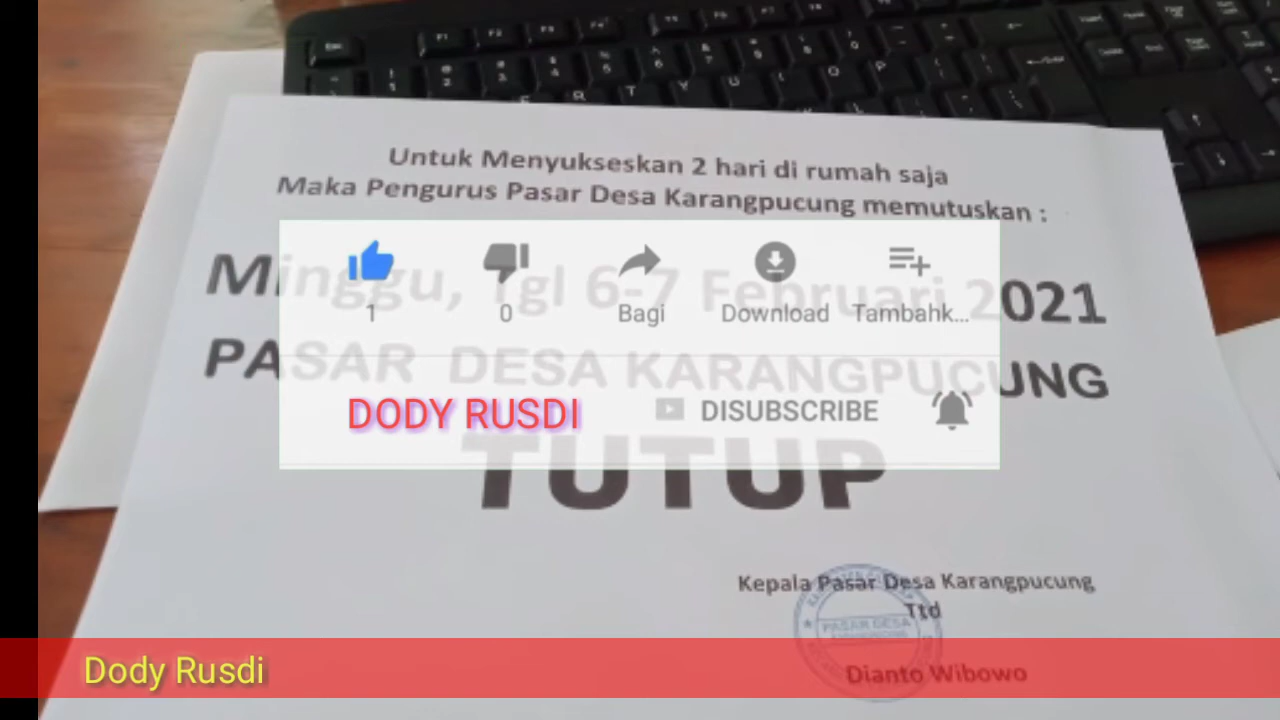 Untuk Menyukseskan 2 hari di rumah saja
Maka Pengurus Pasar Desa Karangpucung memutuskan :
Minggu, Tgl 6-7 Februari 2021
PASAR DESA KARANGPUCUNG
TUTUP
1
0
Bagi
Download
Tambahk...
DODY RUSDI
DISUBSCRIBE
Kepala Pasar Desa Karangpucung
Ttd
PASAR DESA
Dianto Wibowo
Dody Rusdi